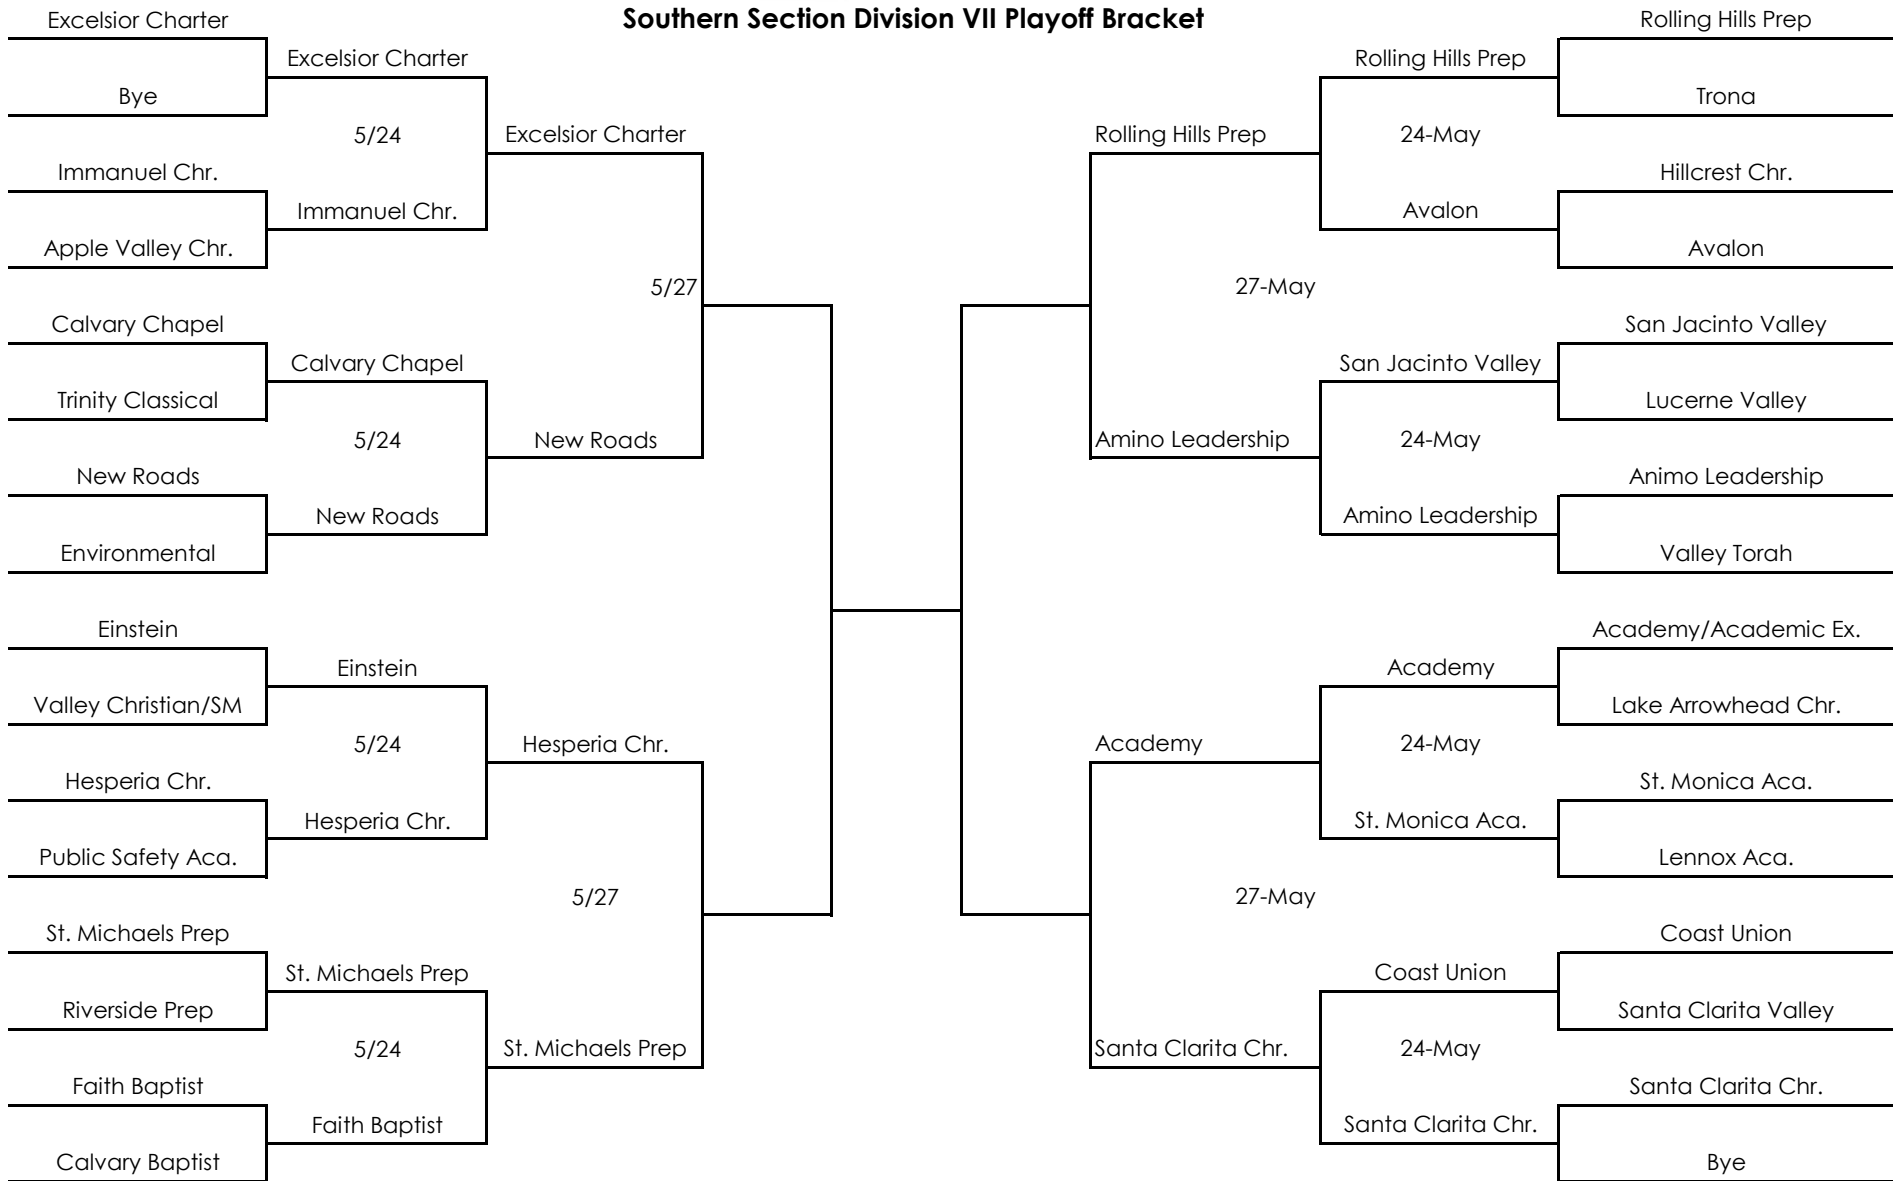 Southern Section Division VII Playoff Bracket
Excelsior Charter
Bye
Immanuel Chr.
Apple Valley Chr.
Calvary Chapel
Trinity Classical
New Roads
Environmental
Einstein
Valley Christian/SM
Hesperia Chr.
Public Safety Aca.
St. Michaels Prep
Riverside Prep
Faith Baptist
Calvary Baptist
Excelsior Charter
5/24
Immanuel Chr.
Calvary Chapel
5/24
New Roads
Einstein
5/24
Hesperia Chr.
St. Michaels Prep
5/24
Faith Baptist
Excelsior Charter
5/27
New Roads
Hesperia Chr.
5/27
St. Michaels Prep
Rolling Hills Prep
27-May
Amino Leadership
Academy
27-May
Santa Clarita Chr.
Rolling Hills Prep
24-May
Avalon
San Jacinto Valley
24-May
Amino Leadership
Academy
24-May
St. Monica Aca.
Coast Union
24-May
Santa Clarita Chr.
Rolling Hills Prep
Trona
Hillcrest Chr.
Avalon
San Jacinto Valley
Lucerne Valley
Animo Leadership
Valley Torah
Academy/Academic Ex.
Lake Arrowhead Chr.
St. Monica Aca.
Lennox Aca.
Coast Union
Santa Clarita Valley
Santa Clarita Chr.
Bye